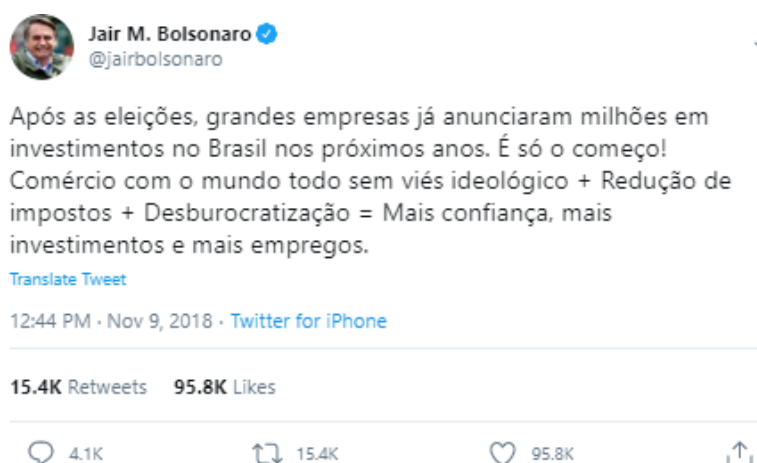 Jair M. Bolsonaro
@jairbolsonaro
Após as eleições, grandes empresas já anunciaram milhões em
investimentos no Brasil nos próximos anos. É só o começo!
Comércio com o mundo todo sem viés ideológico + Redução de
impostos + Desburocratização = Mais confiança, mais
investimentos e mais empregos.
Translate Tweet
12:44 PM · Nov 9, 2018 · Twitter for iPhone
15.4K Retweets 95.8K Likes
4.1K 15.4K 95.8K